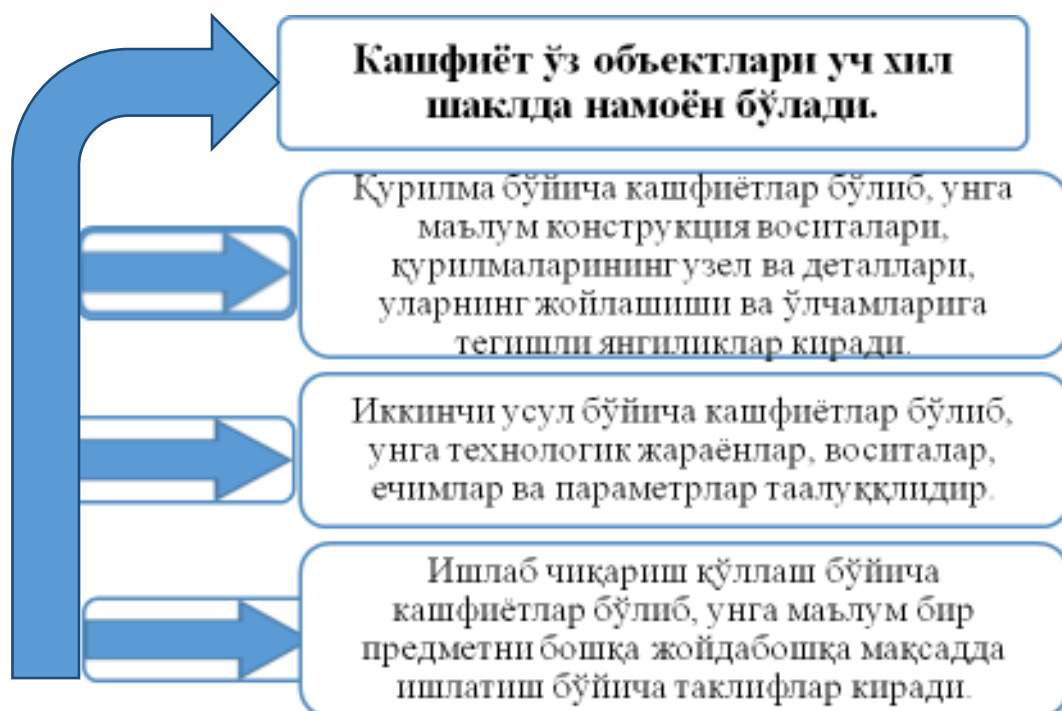 Кашфиёт ўз объектлари уч хил
шаклда намоён бўлади.
Қурилма бўйича кашфиётлар бўлиб, унга
маълум конструкция воситалари,
қурилмаларининг узел ва деталлари,
уларнинг жойлашиши ва ўлчамларига
тегишли янгиликлар киради.
Иккинчи усул бўйича кашфиётлар бўлиб,
унга технологик жараёнлар, воситалар,
ечимлар ва параметрлар таалуққлидир.
Ишлаб чиқариш қўллаш бўйича
кашфиётлар бўлиб, унга маълум бир
предметни бошқа жойдабошқа мақсадда
ишлатиш бўйича таклифлар киради.